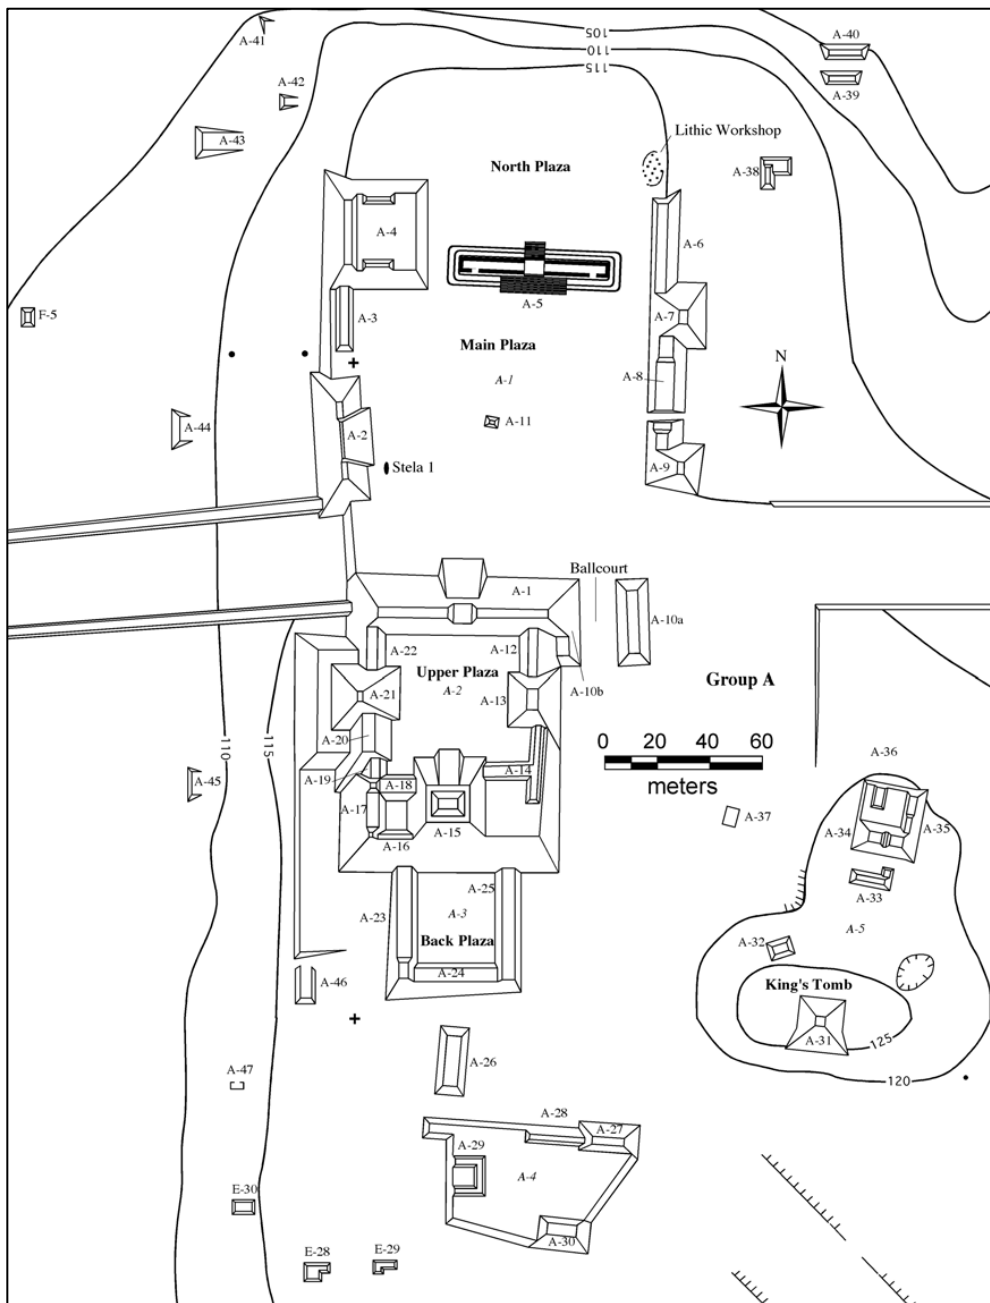 A-40
105
A-41
110
115
A-39
A-42
Lithic Workshop
A-43
North Plaza
A-38
A-4
A-6
A-5
F-5
A-3
A-7
Main Plaza
N
A-1
A-8
A-11
A-44
A-2
A-9
Stela 1
Ballcourt
A-1
A-10a
A-22
A-12
Upper Plaza
Group A
A-2
A-10b
A-21
A-13
A-20
0 20 40 60
110
115
A-36
A-19
A-14
A-45
A-18
meters
A-17
A-37
A-15
A-34
A-35
A-16
A-25
A-33
A-23
A-3
A-5
Back Plaza
A-32
A-24
A-46
King's Tomb
A-31
125
A-26
120
A-47
A-28
A-27
A-29
A-4
E-30
A-30
E-28
E-29